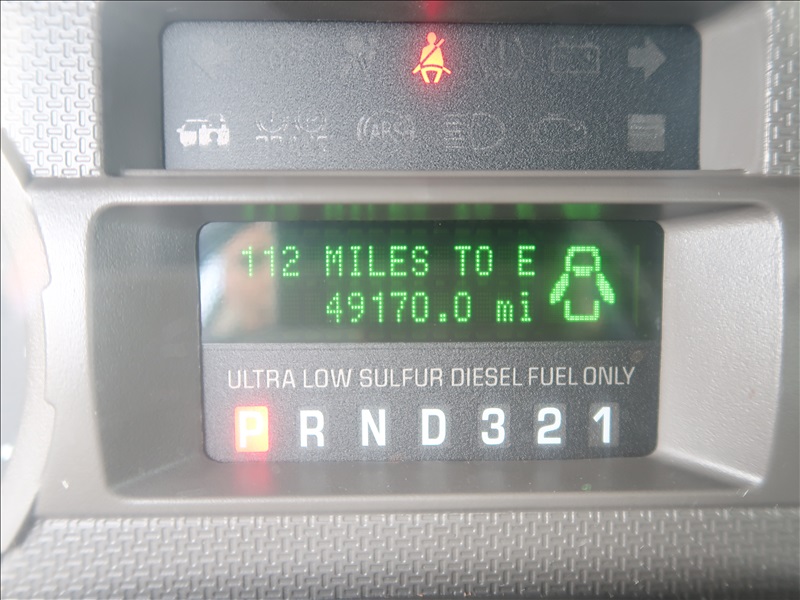 112 MILES TO E
49170.0 mi
ULTRA LOW SULFUR DIESEL FUEL ONLY
P R N D 3 2 1